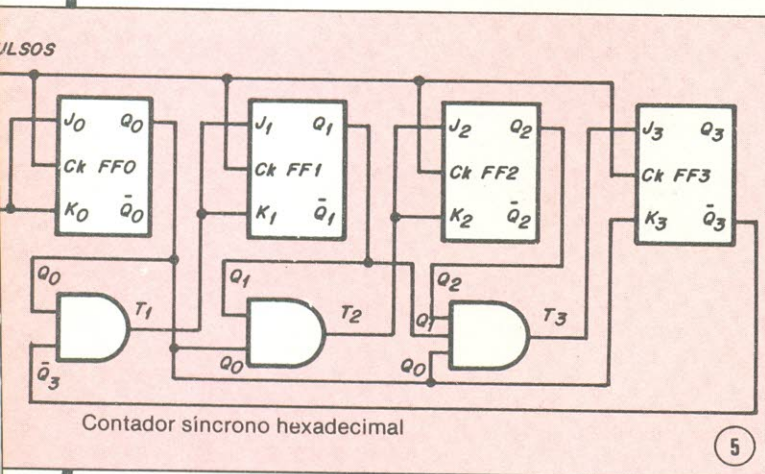 ULSOS
J0 Q0
Ck FF0
K0 Q̄0
J1 Q1
Ck FF1
K1 Q̄1
J2 Q2
Ck FF2
K2 Q̄2
J3 Q3
Ck FF3
K3 Q̄3
Q0
T1
Q̄3
Q1
T2
Q0
Q2
Q1
T3
Q0
Contador síncrono hexadecimal
5